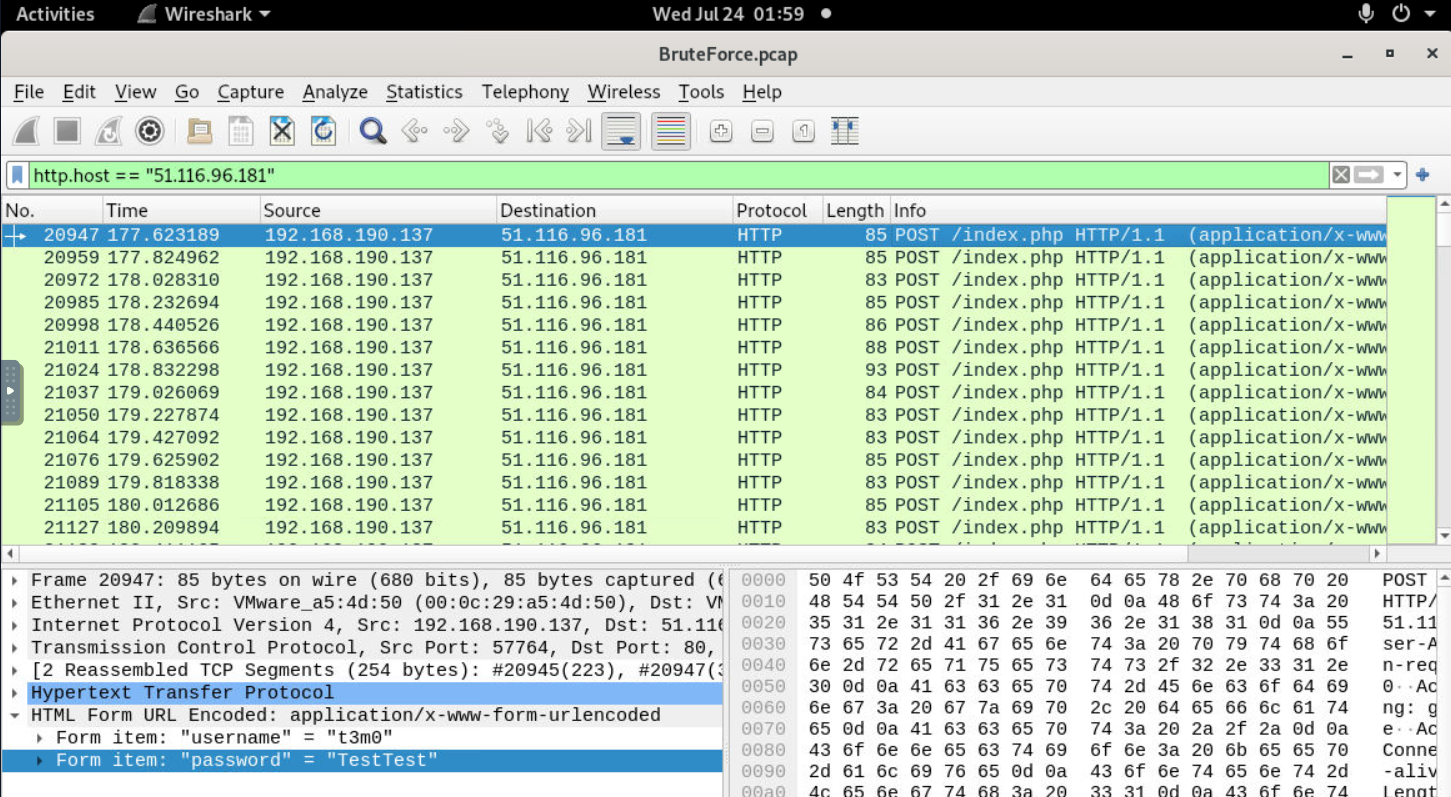 Activities Wireshark Wed Jul 24 01:59
BruteForce.pcap
File Edit View Go Capture Analyze Statistics Telephony Wireless Tools Help
http.host == "51.116.96.181"
No. Time Source Destination Protocol Length Info
20947 177.623189 192.168.190.137 51.116.96.181 HTTP 85 POST /index.php HTTP/1.1 (application/x-www
20959 177.824962 192.168.190.137 51.116.96.181 HTTP 85 POST /index.php HTTP/1.1 (application/x-www
20972 178.028310 192.168.190.137 51.116.96.181 HTTP 83 POST /index.php HTTP/1.1 (application/x-www
20985 178.232694 192.168.190.137 51.116.96.181 HTTP 85 POST /index.php HTTP/1.1 (application/x-www
20998 178.440526 192.168.190.137 51.116.96.181 HTTP 86 POST /index.php HTTP/1.1 (application/x-www
21011 178.636566 192.168.190.137 51.116.96.181 HTTP 88 POST /index.php HTTP/1.1 (application/x-www
21024 178.832298 192.168.190.137 51.116.96.181 HTTP 93 POST /index.php HTTP/1.1 (application/x-www
21037 179.026069 192.168.190.137 51.116.96.181 HTTP 84 POST /index.php HTTP/1.1 (application/x-www
21050 179.227874 192.168.190.137 51.116.96.181 HTTP 83 POST /index.php HTTP/1.1 (application/x-www
21064 179.427092 192.168.190.137 51.116.96.181 HTTP 83 POST /index.php HTTP/1.1 (application/x-www
21076 179.625902 192.168.190.137 51.116.96.181 HTTP 85 POST /index.php HTTP/1.1 (application/x-www
21089 179.818338 192.168.190.137 51.116.96.181 HTTP 83 POST /index.php HTTP/1.1 (application/x-www
21105 180.012686 192.168.190.137 51.116.96.181 HTTP 85 POST /index.php HTTP/1.1 (application/x-www
21127 180.209894 192.168.190.137 51.116.96.181 HTTP 83 POST /index.php HTTP/1.1 (application/x-www
Frame 20947: 85 bytes on wire (680 bits), 85 bytes captured (
Ethernet II, Src: VMware_a5:4d:50 (00:0c:29:a5:4d:50), Dst: VM
Internet Protocol Version 4, Src: 192.168.190.137, Dst: 51.116
Transmission Control Protocol, Src Port: 57764, Dst Port: 80,
[2 Reassembled TCP Segments (254 bytes): #20945(223), #20947(3
Hypertext Transfer Protocol
HTML Form URL Encoded: application/x-www-form-urlencoded
Form item: "username" = "t3m0"
Form item: "password" = "TestTest"
0000 50 4f 53 54 20 2f 69 6e 64 65 78 2e 70 68 70 20 POST
0010 48 54 54 50 2f 31 2e 31 0d 0a 48 6f 73 74 3a 20 HTTP/
0020 35 31 2e 31 31 36 2e 39 36 2e 31 38 31 0d 0a 55 51.11
0030 73 65 72 2d 41 67 65 6e 74 3a 20 70 79 74 68 6f ser-A
0040 6e 2d 72 65 71 75 65 73 74 73 2f 32 2e 33 31 2e n-req
0050 30 0d 0a 41 63 63 65 70 74 2d 45 6e 63 6f 64 69 0··Ac
0060 6e 67 3a 20 67 7a 69 70 2c 20 64 65 66 6c 61 74 ng: g
0070 65 0d 0a 41 63 63 65 70 74 3a 20 2a 2f 2a 0d 0a e··Ac
0080 43 6f 6e 6e 65 63 74 69 6f 6e 3a 20 6b 65 65 70 Conne
0090 2d 61 6c 69 76 65 0d 0a 43 6f 6e 74 65 6e 74 2d -aliv
00a0 4c 65 6e 67 74 68 3a 20 33 31 0d 0a 43 6f 6e 74 Lengt